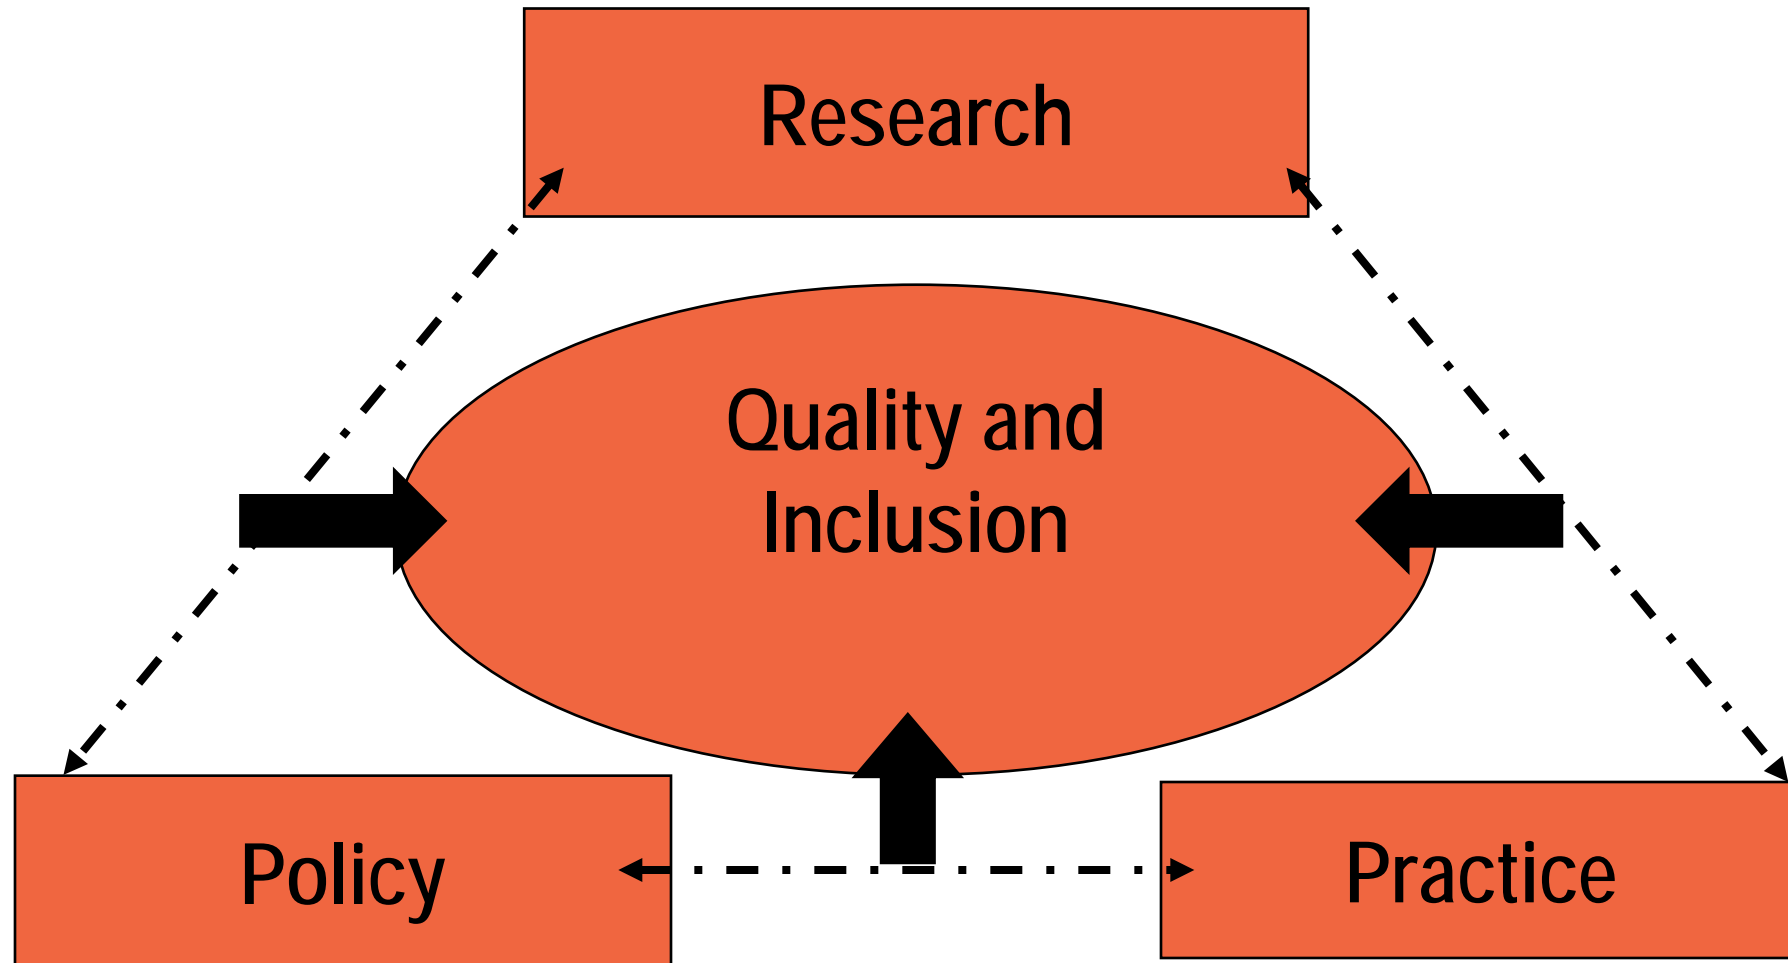 Research
Quality and
Inclusion
Policy
Practice